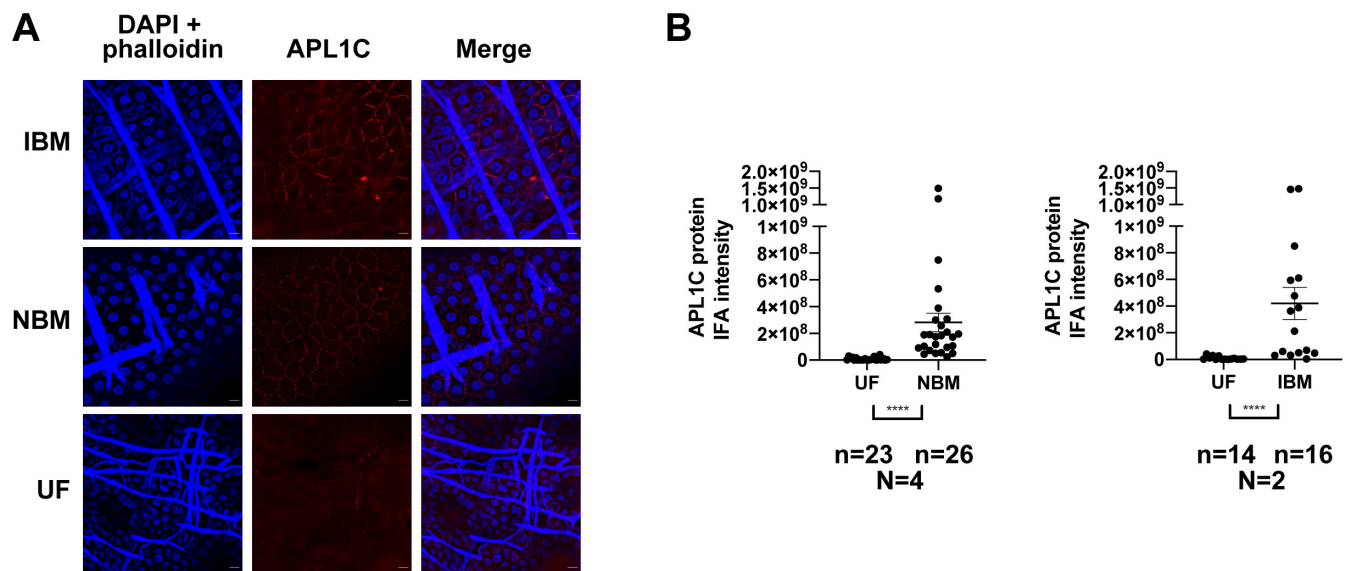 A
DAPI +
phalloidin
APL1C
Merge
IBM
NBM
UF
B
APL1C protein
IFA intensity
2.0×10⁹
1.5×10⁹
1.0×10⁹
1×10⁹
8×10⁸
6×10⁸
4×10⁸
2×10⁸
0
UF
NBM
****
n=23
n=26
N=4
APL1C protein
IFA intensity
2.0×10⁹
1.5×10⁹
1.0×10⁹
1×10⁹
8×10⁸
6×10⁸
4×10⁸
2×10⁸
0
UF
IBM
****
n=14
n=16
N=2